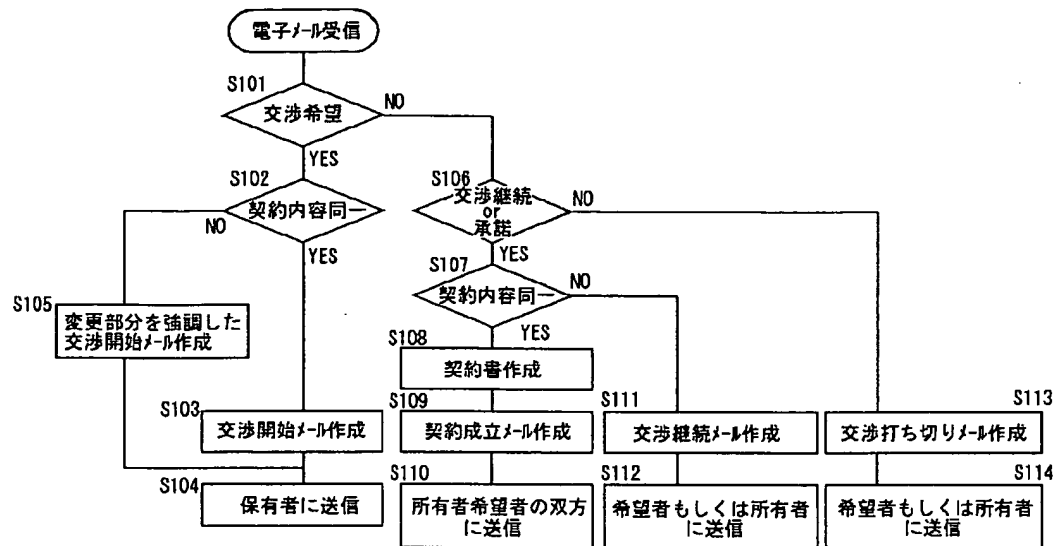 電子メール受信
S101
交渉希望
NO
YES
S102
契約内容同一
NO
YES
S106
交渉継続
or
承諾
NO
YES
S107
契約内容同一
NO
YES
S105
変更部分を強調した
交渉開始メール作成
S108
契約書作成
S103
交渉開始メール作成
S109
契約成立メール作成
S111
交渉継続メール作成
S113
交渉打ち切りメール作成
S104
保有者に送信
S110
所有者希望者の双方
に送信
S112
希望者もしくは所有者
に送信
S114
希望者もしくは所有者
に送信